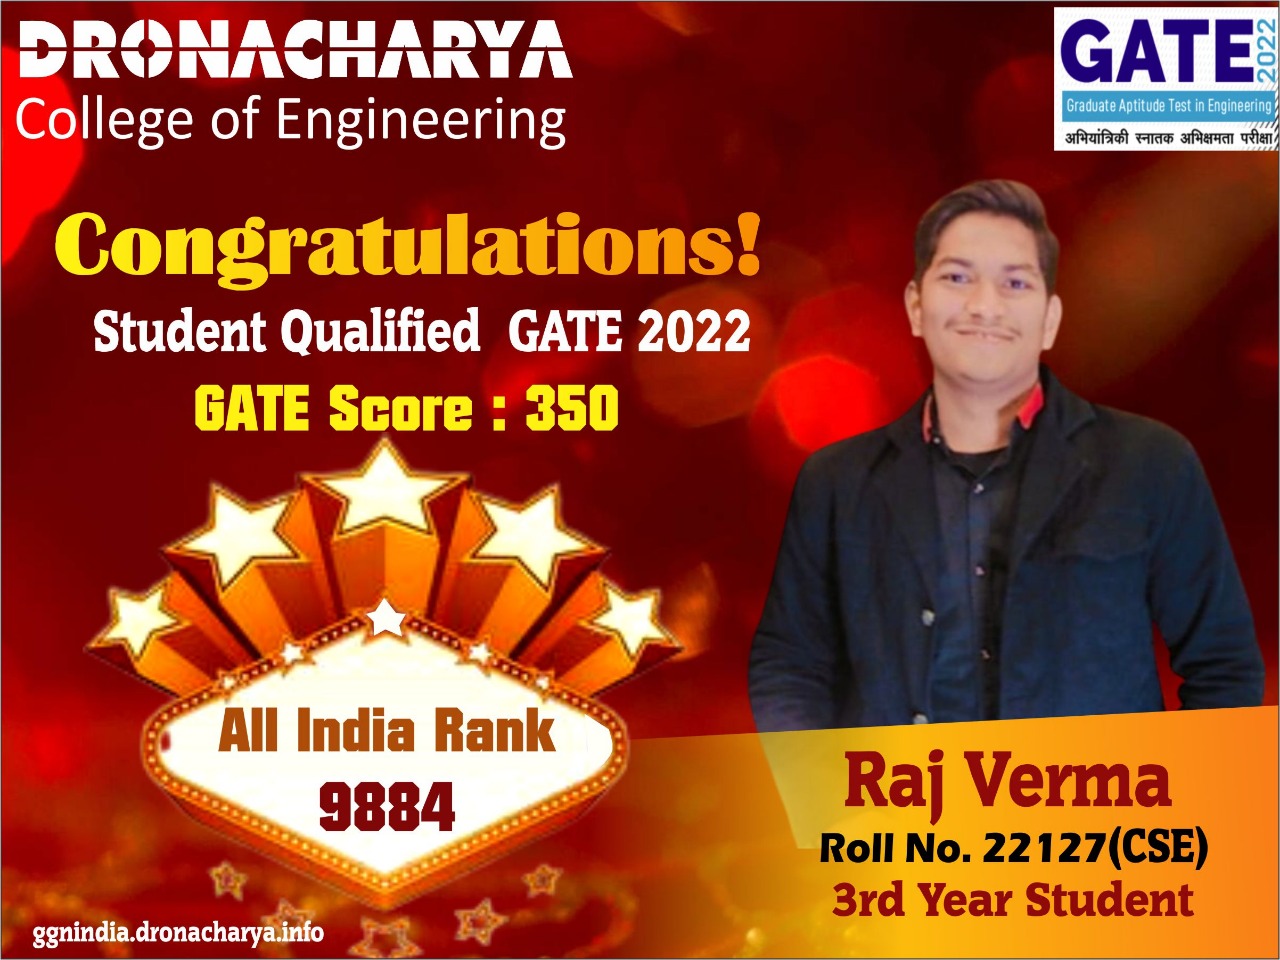 DRONACHARYA
College of Engineering
GATE 2022
Graduate Aptitude Test in Engineering
अभियांत्रिकी स्नातक अभिक्षमता परीक्षा
Congratulations!
Student Qualified GATE 2022
GATE Score : 350
All India Rank
9884
Raj Verma
Roll No. 22127(CSE)
3rd Year Student
ggnindia.dronacharya.info